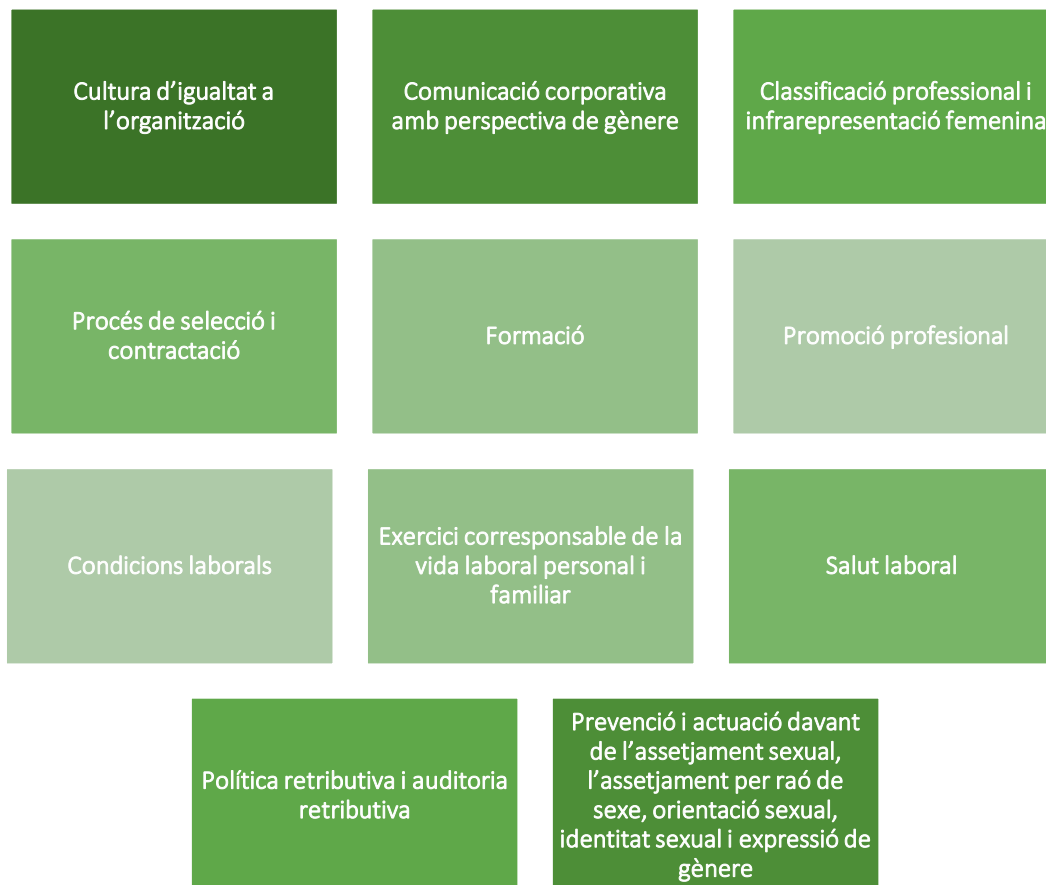 Cultura d’igualtat a
l’organització
Comunicació corporativa
amb perspectiva de gènere
Classificació professional i
infrarepresentació femenina
Procés de selecció i
contractació
Formació
Promoció profesional
Condicions laborals
Exercici corresponsable de la
vida laboral personal i
familiar
Salut laboral
Política retributiva i auditoria
retributiva
Prevenció i actuació davant
de l’assetjament sexual,
l’assetjament per raó de
sexe, orientació sexual,
identitat sexual i expressió de
gènere